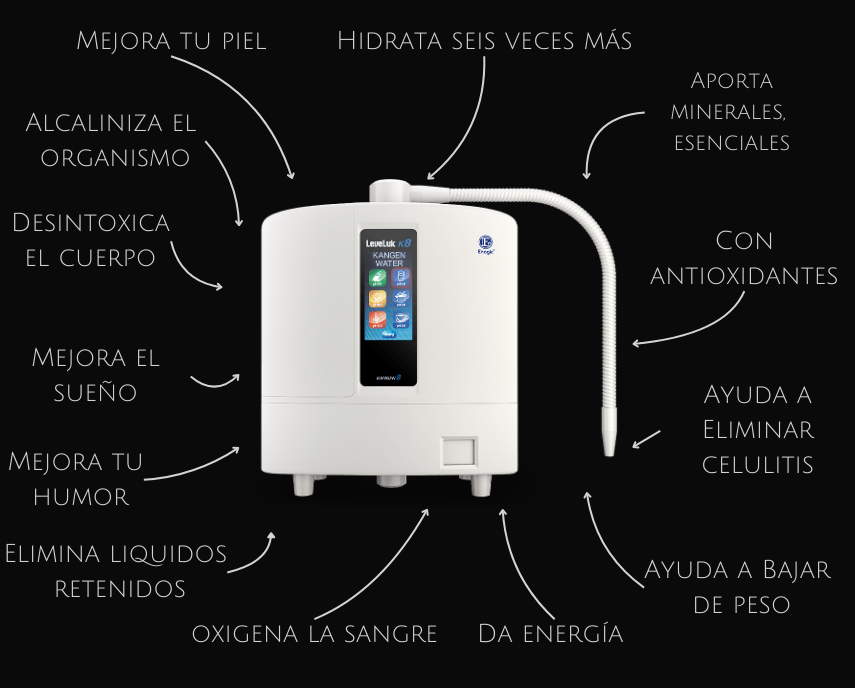 Mejora tu piel
Hidrata seis veces más
Aporta
minerales,
esenciales
Alcaliniza el
organismo
Desintoxica
el cuerpo
Con
antioxidantes
LeveLuk K8
KANGEN
WATER
Enagic
Mejora el
sueño
Ayuda a
Eliminar
celulitis
Mejora tu
humor
Elimina liquidos
retenidos
Ayuda a Bajar
de peso
oxigena la sangre
Da energía